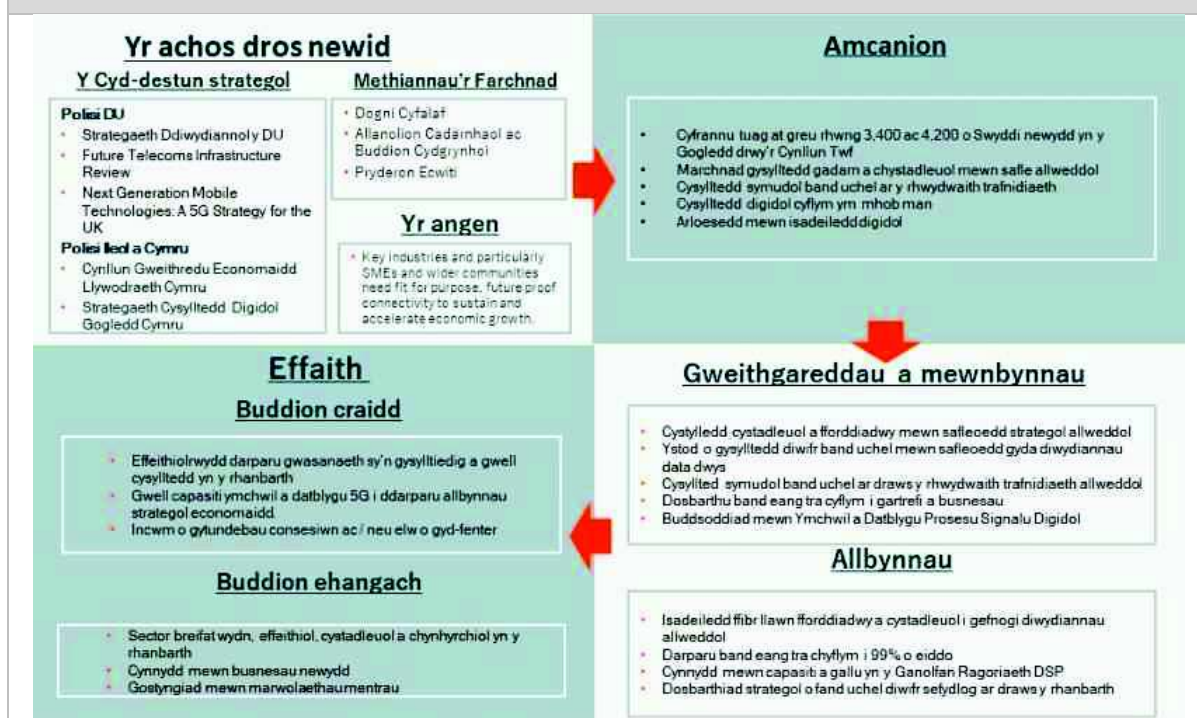 Yr achos dros newid
Y Cyd-destun strategol
Polisi DU
• Strategaeth Ddiwydiannol y DU
• Future Telecoms Infrastructure
Review
• Next Generation Mobile
Technologies: A 5G Strategy for the
UK
Polisi lleol a Cymru
• Cynllun Gweithredu Economaidd
Llywodraeth Cymru
• Strategaeth Cysylltedd Digidol
Gogledd Cymru
Methiannau'r Farchnad
• Dogni Cyfalaf
• Allanolion Cadarnhaol ac
Buddion Cydgrynhoi
• Pryderon Ecwiti
Yr angen
• Key industries and particularly
SMEs and wider communities
need fit for purpose, future proof
connectivity to sustain and
accelerate economic growth.
Amcanion
• Cyfrannu tuag at greu rhwng 3,400 ac 4,200 o Swyddi newydd yn y
Gogledd drwy'r Cynllun Twf
• Marchnad gysylltedd gadarn a chystadleuol mewn safle allweddol
• Cysylltedd symudol band uchel ar y rhwydwaith trafnidiaeth
• Cysylltedd digidol cyflym ym mhob man
• Arloesedd mewn isadeiledd digidol
Gweithgareddau a mewnbynnau
• Cystylledd cystadleuol a fforddiadwy mewn safleoedd strategol allweddol
• Ystod o gysylltedd diwifr band uchel mewn safleoedd gyda diwydiannau
data dwys
• Cysyllted symudol band uchel ar draws y rhwydwaith trafnidiaeth allweddol
• Dosbarthu band eang tra cyflym i gartrefi a busnesau
• Buddsoddiad mewn Ymchwil a Datblygu Prosesu Signalu Digidol
Allbynnau
• Isadeiledd ffibr llawn fforddiadwy a cystadleuol i gefnogi diwydiannau
allweddol
• Darparu band eang tra chyflym i 99% o eiddo
• Cynnydd mewn capasiti a gallu yn y Ganolfan Ragoriaeth DSP
• Dosbarthiad strategol o fand uchel diwifr sefydlog ar draws y rhanbarth
Effaith
Buddion craidd
• Effeithiolrwydd darparu gwasanaeth sy'n gysylltiedig a gwell
cysylltedd yn y rhanbarth
• Gwell capasiti ymchwil a datblygu 5G i ddarparu allbynnau
strategol economaidd
• Incwm o gytundebau consesiwn ac / neu elw o gyd-fenter
Buddion ehangach
• Sector breifat wydn, effeithiol, cystadleuol a chynhyrchiol yn y
rhanbarth
• Cynnydd mewn busnesau newydd
• Gostyngiad mewn marwolaethau mentrau